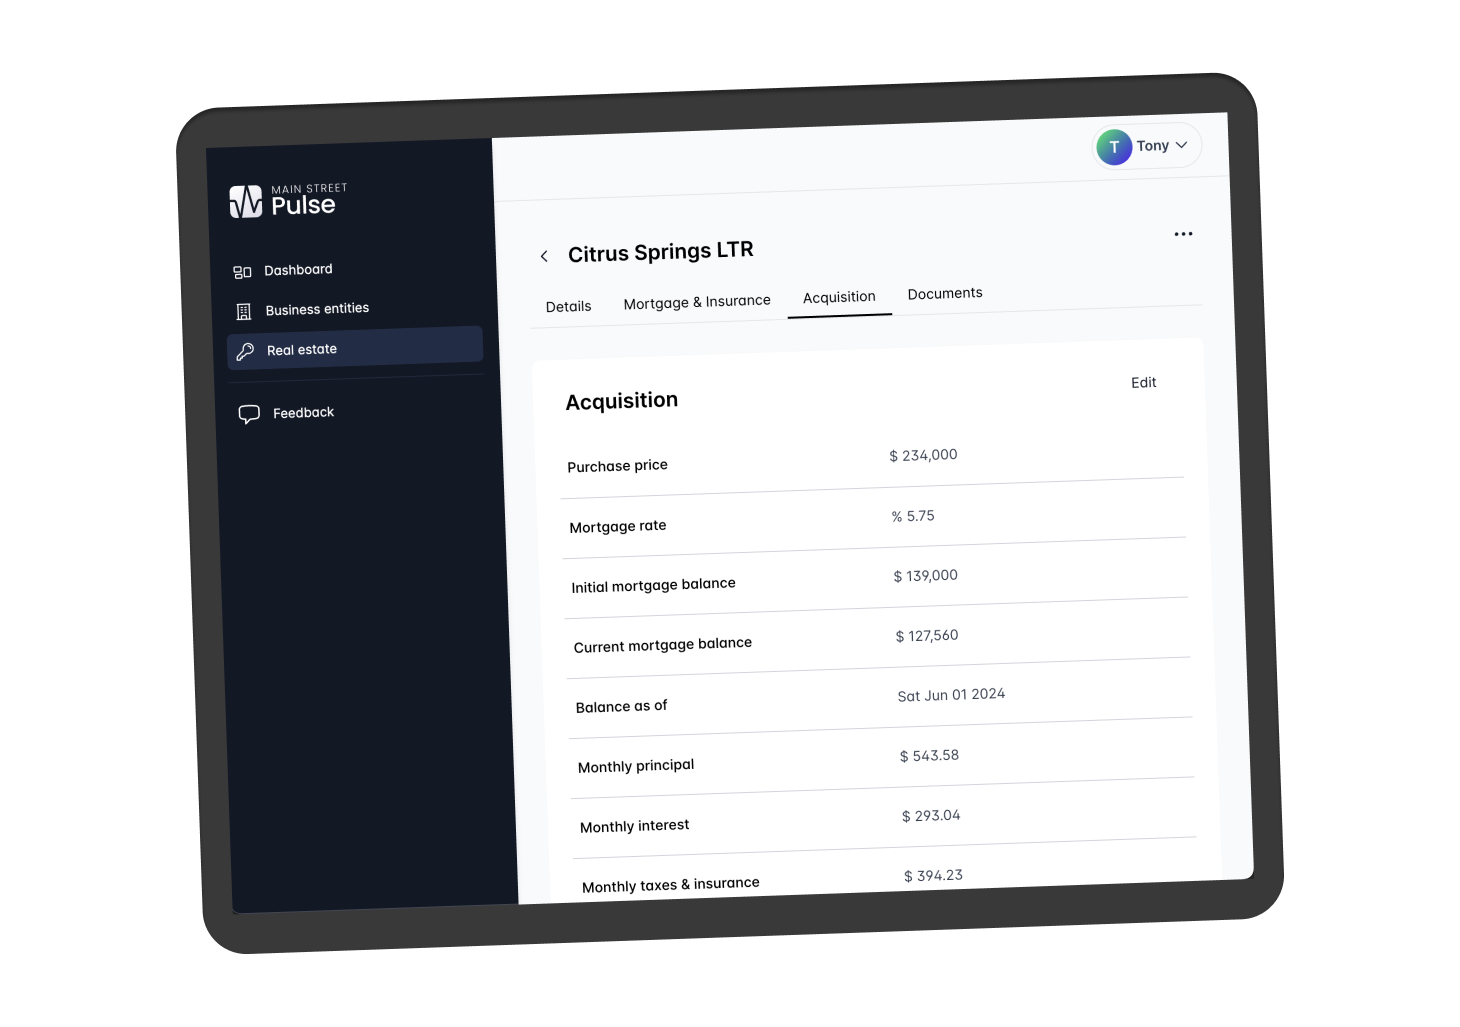 MAIN STREET
Pulse
Dashboard
Business entities
Real estate
Feedback
T Tony
Citrus Springs LTR
Details Mortgage & Insurance Acquisition Documents
Acquisition Edit
Purchase price $ 234,000
Mortgage rate % 5.75
Initial mortgage balance $ 139,000
Current mortgage balance $ 127,560
Balance as of Sat Jun 01 2024
Monthly principal $ 543.58
Monthly interest $ 293.04
Monthly taxes & insurance $ 394.23